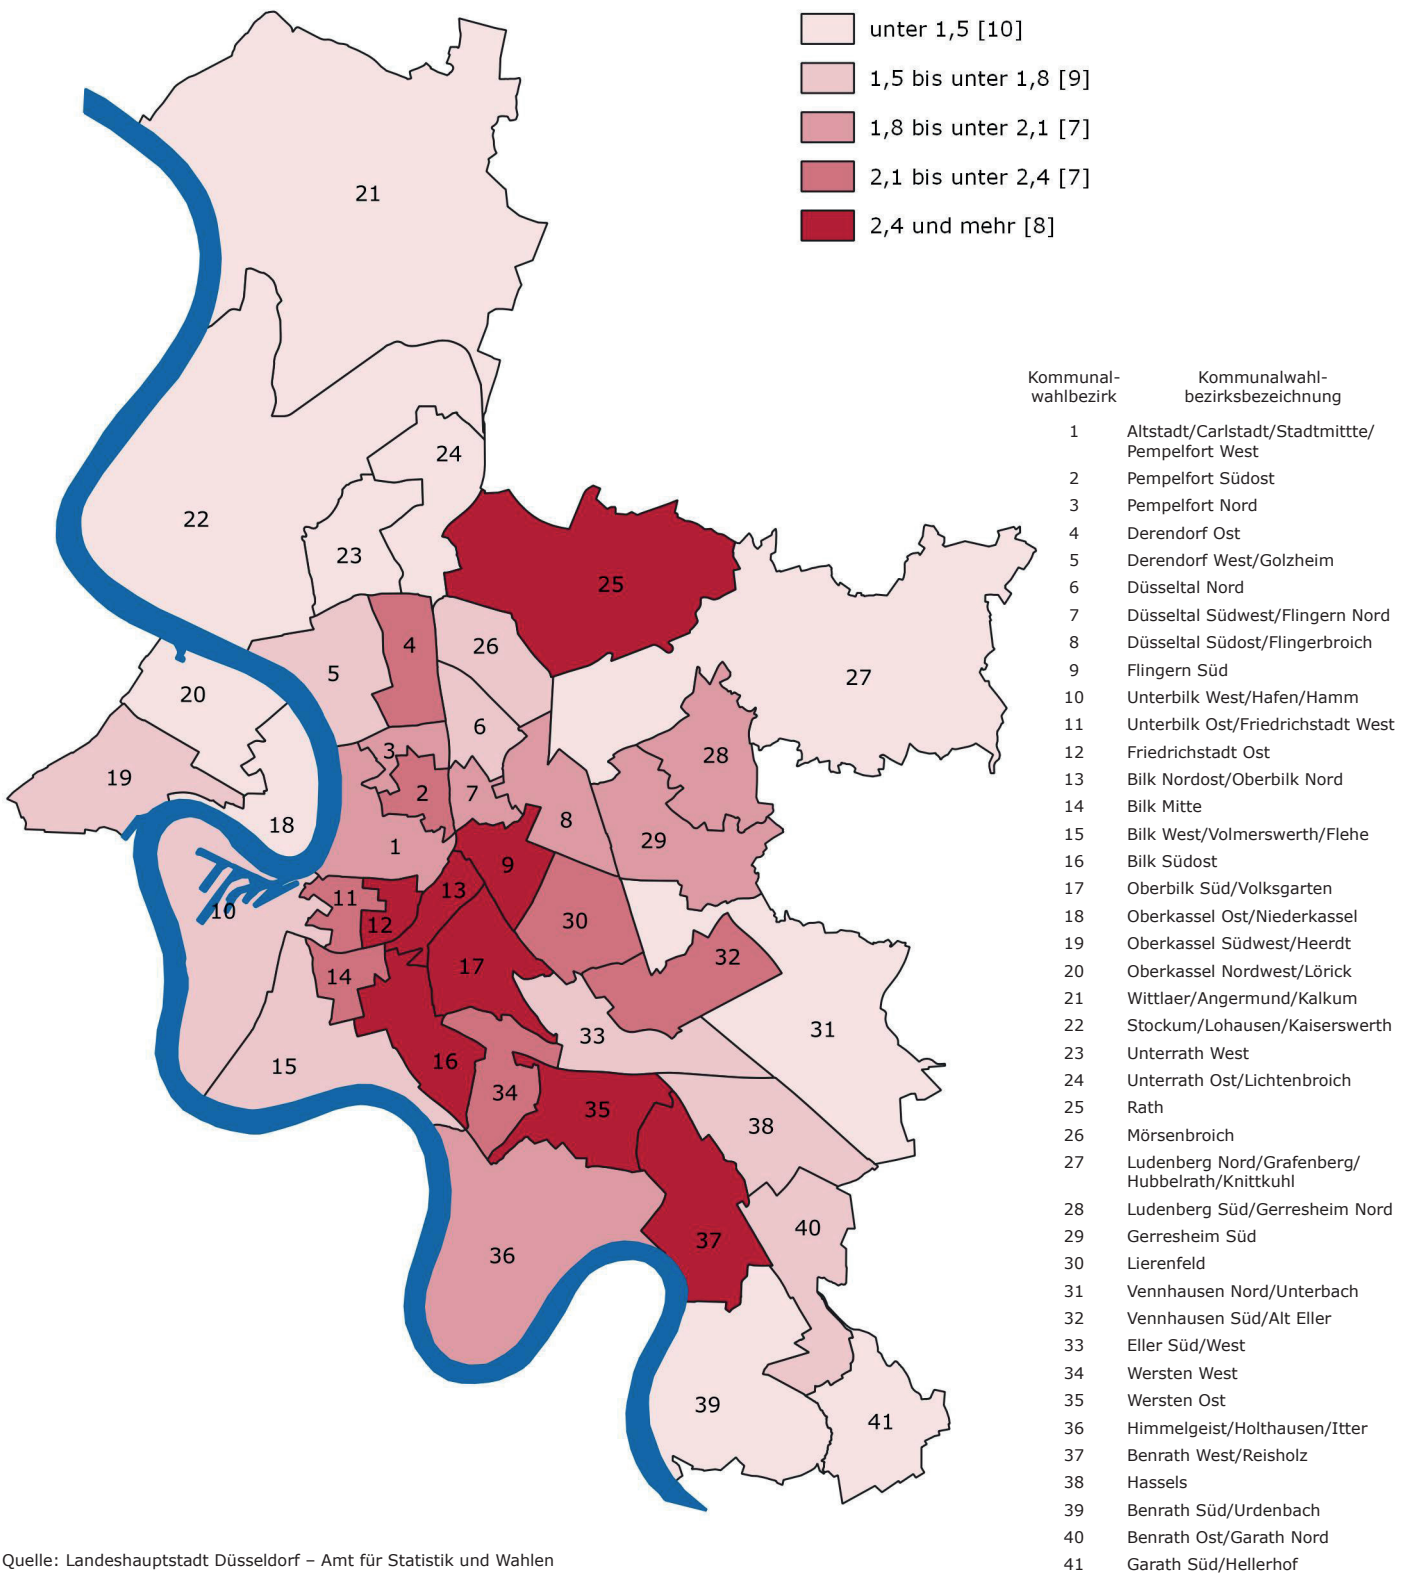 unter 1,5 [10]
1,5 bis unter 1,8 [9]
1,8 bis unter 2,1 [7]
2,1 bis unter 2,4 [7]
2,4 und mehr [8]
21
24
22
23
25
26
4
5
27
20
6
28
3
19
2
7
8
18
29
1
9
13
11
10
12
30
32
17
14
31
33
16
15
34
35
38
40
37
36
39
41
Kommunal-
wahlbezirk
Kommunalwahl-
bezirksbezeichnung
1 Altstadt/Carlstadt/Stadtmittte/
Pempelfort West
2 Pempelfort Südost
3 Pempelfort Nord
4 Derendorf Ost
5 Derendorf West/Golzheim
6 Düsseltal Nord
7 Düsseltal Südwest/Flingern Nord
8 Düsseltal Südost/Flingerbroich
9 Flingern Süd
10 Unterbilk West/Hafen/Hamm
11 Unterbilk Ost/Friedrichstadt West
12 Friedrichstadt Ost
13 Bilk Nordost/Oberbilk Nord
14 Bilk Mitte
15 Bilk West/Volmerswerth/Flehe
16 Bilk Südost
17 Oberbilk Süd/Volksgarten
18 Oberkassel Ost/Niederkassel
19 Oberkassel Südwest/Heerdt
20 Oberkassel Nordwest/Lörick
21 Wittlaer/Angermund/Kalkum
22 Stockum/Lohausen/Kaiserswerth
23 Unterrath West
24 Unterrath Ost/Lichtenbroich
25 Rath
26 Mörsenbroich
27 Ludenberg Nord/Grafenberg/
Hubbelrath/Knittkuhl
28 Ludenberg Süd/Gerresheim Nord
29 Gerresheim Süd
30 Lierenfeld
31 Vennhausen Nord/Unterbach
32 Vennhausen Süd/Alt Eller
33 Eller Süd/West
34 Wersten West
35 Wersten Ost
36 Himmelgeist/Holthausen/Itter
37 Benrath West/Reisholz
38 Hassels
39 Benrath Süd/Urdenbach
40 Benrath Ost/Garath Nord
41 Garath Süd/Hellerhof
Quelle: Landeshauptstadt Düsseldorf – Amt für Statistik und Wahlen